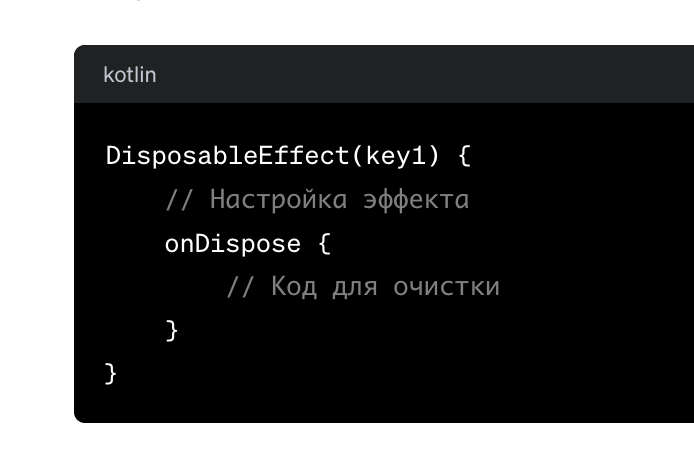 kotlin
DisposableEffect(key1) {
    // Настройка эффекта
    onDispose {
        // Код для очистки
    }
}